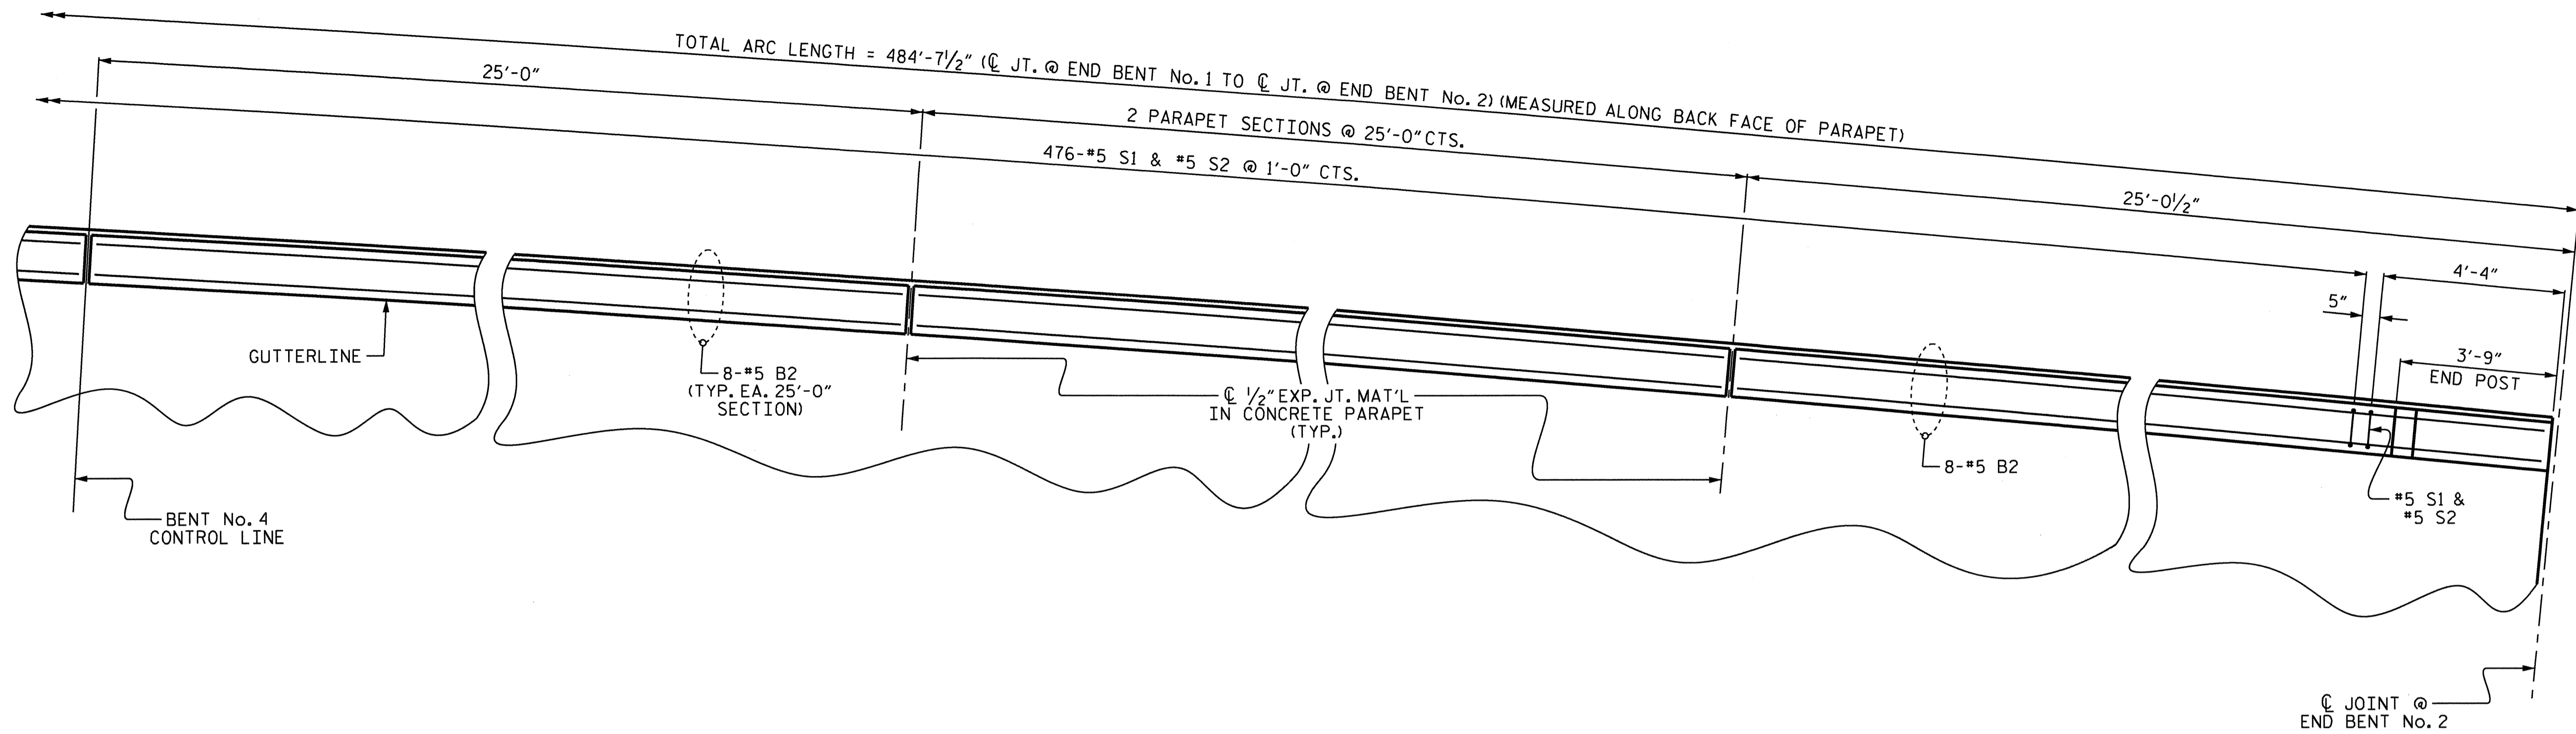 TOTAL ARC LENGTH = 484'-7½" (℄ JT. @ END BENT No. 1 TO ℄ JT. @ END BENT No. 2) (MEASURED ALONG BACK FACE OF PARAPET)
25'-0"
2 PARAPET SECTIONS @ 25'-0" CTS.
476-#5 S1 & #5 S2 @ 1'-0" CTS.
25'-0½"
4'-4"
5"
3'-9"
END POST
GUTTERLINE
8-#5 B2
(TYP. EA. 25'-0"
SECTION)
℄ ½" EXP. JT. MAT'L
IN CONCRETE PARAPET
(TYP.)
8-#5 B2
#5 S1 &
#5 S2
BENT No. 4
CONTROL LINE
℄ JOINT @
END BENT No. 2